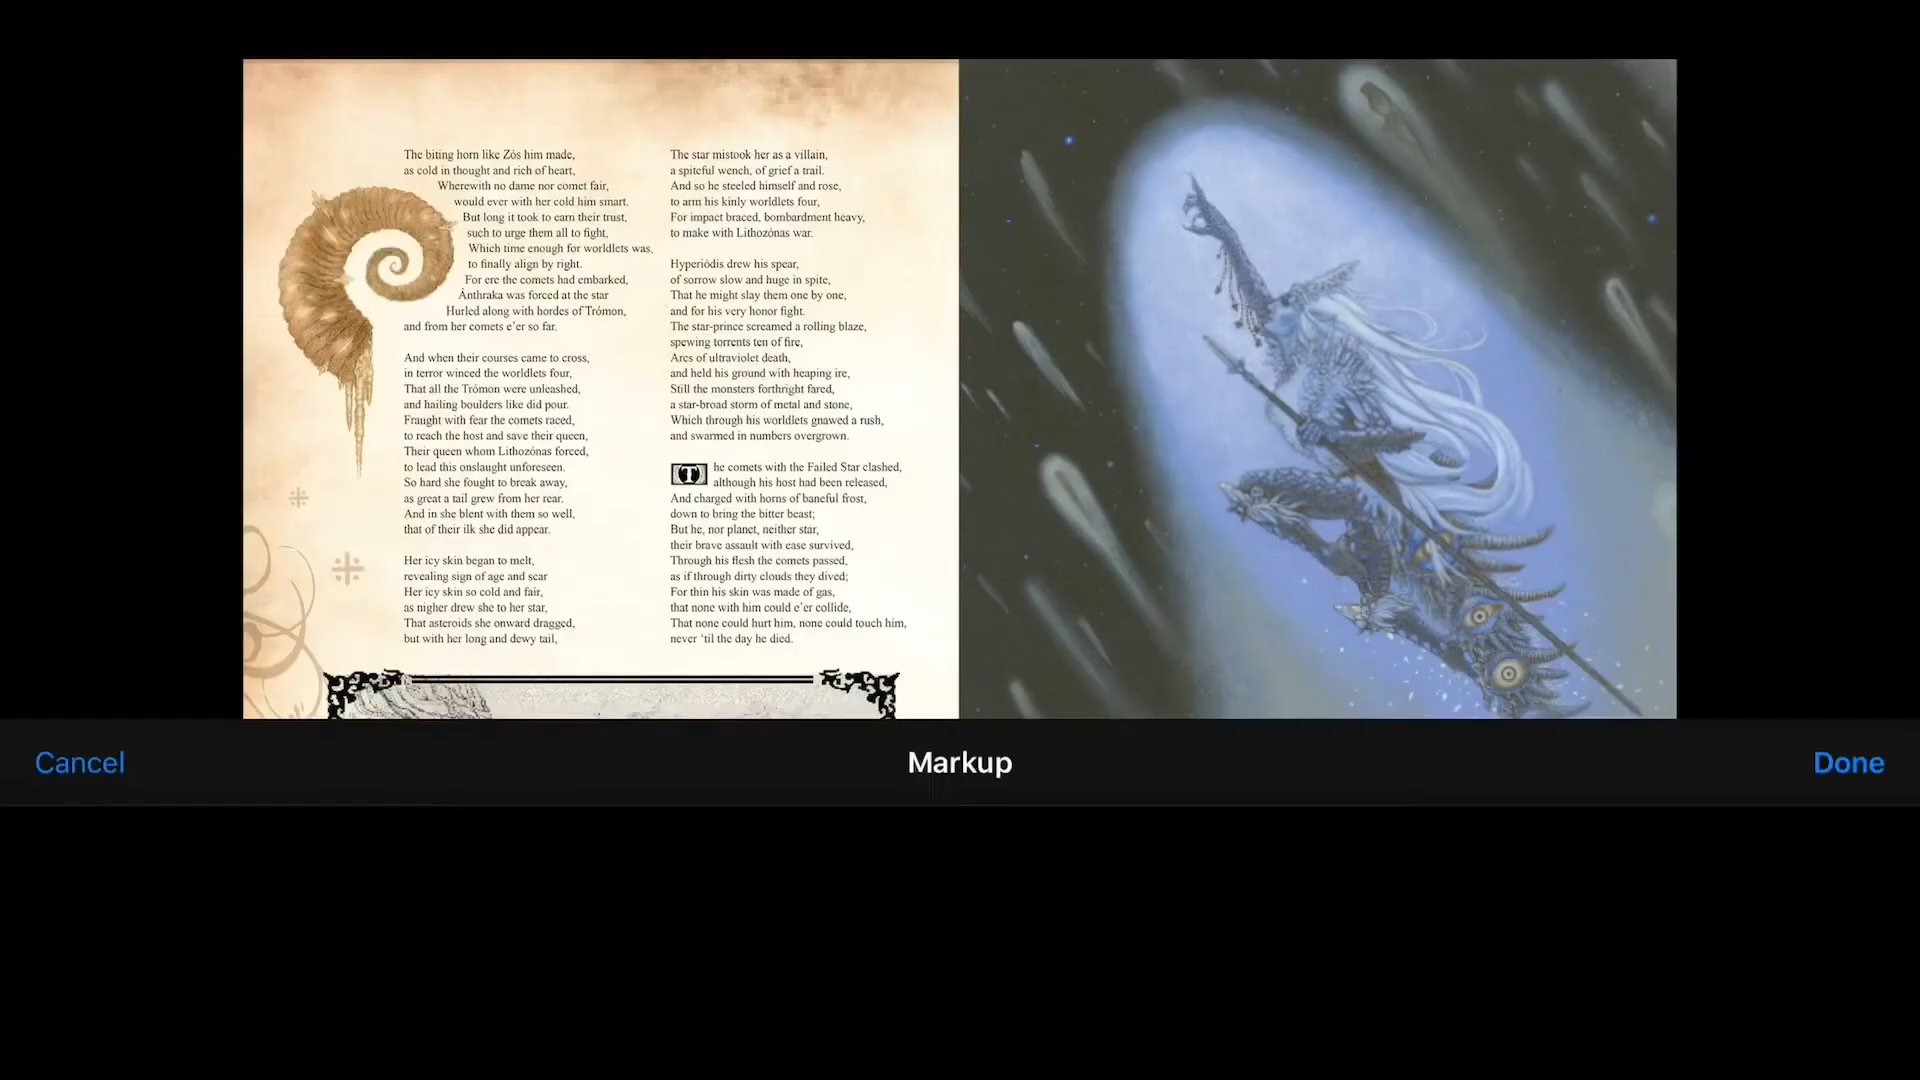 The biting horn like Zós him made,
as cold in thought and rich of heart,
Wherewith no dame nor comet fair,
would ever with her cold him smart.
But long it took to earn their trust,
such to urge them all to fight,
Which time enough for worldlets was,
to finally align by right.
For ere the comets had embarked,
Ánthraka was forced at the star
Hurled along with hordes of Trómon,
and from her comets e'er so far.
And when their courses came to cross,
in terror winced the worldlets four,
That all the Trómon were unleashed,
and hailing boulders like did pour.
Fraught with fear the comets raced,
to reach the host and save their queen,
Their queen whom Lithozónas forced,
to lead this onslaught unforeseen.
So hard she fought to break away,
as great a tail grew from her rear.
And in she blent with them so well,
that of their ilk she did appear.
Her icy skin began to melt,
revealing sign of age and scar
Her icy skin so cold and fair,
as nigher drew she to her star,
That asteroids she onward dragged,
but with her long and dewy tail,
The star mistook her as a villain,
a spiteful wench, of grief a trail.
And so he steeled himself and rose,
to arm his kinly worldlets four,
For impact braced, bombardment heavy,
to make with Lithozónas war.
Hyperiódis drew his spear,
of sorrow slow and huge in spite,
That he might slay them one by one,
and for his very honor fight.
The star-prince screamed a rolling blaze,
spewing torrents ten of fire,
Arcs of ultraviolet death,
and held his ground with heaping ire,
Still the monsters forthright fared,
a star-broad storm of metal and stone,
Which through his worldlets gnawed a rush,
and swarmed in numbers overgrown.
The comets with the Failed Star clashed,
although his host had been released,
And charged with horns of baneful frost,
down to bring the bitter beast;
But he, nor planet, neither star,
their brave assault with ease survived,
Through his flesh the comets passed,
as if through dirty clouds they dived;
For thin his skin was made of gas,
that none with him could e'er collide,
That none could hurt him, none could touch him,
never ‘til the day he died.
Cancel
Markup
Done